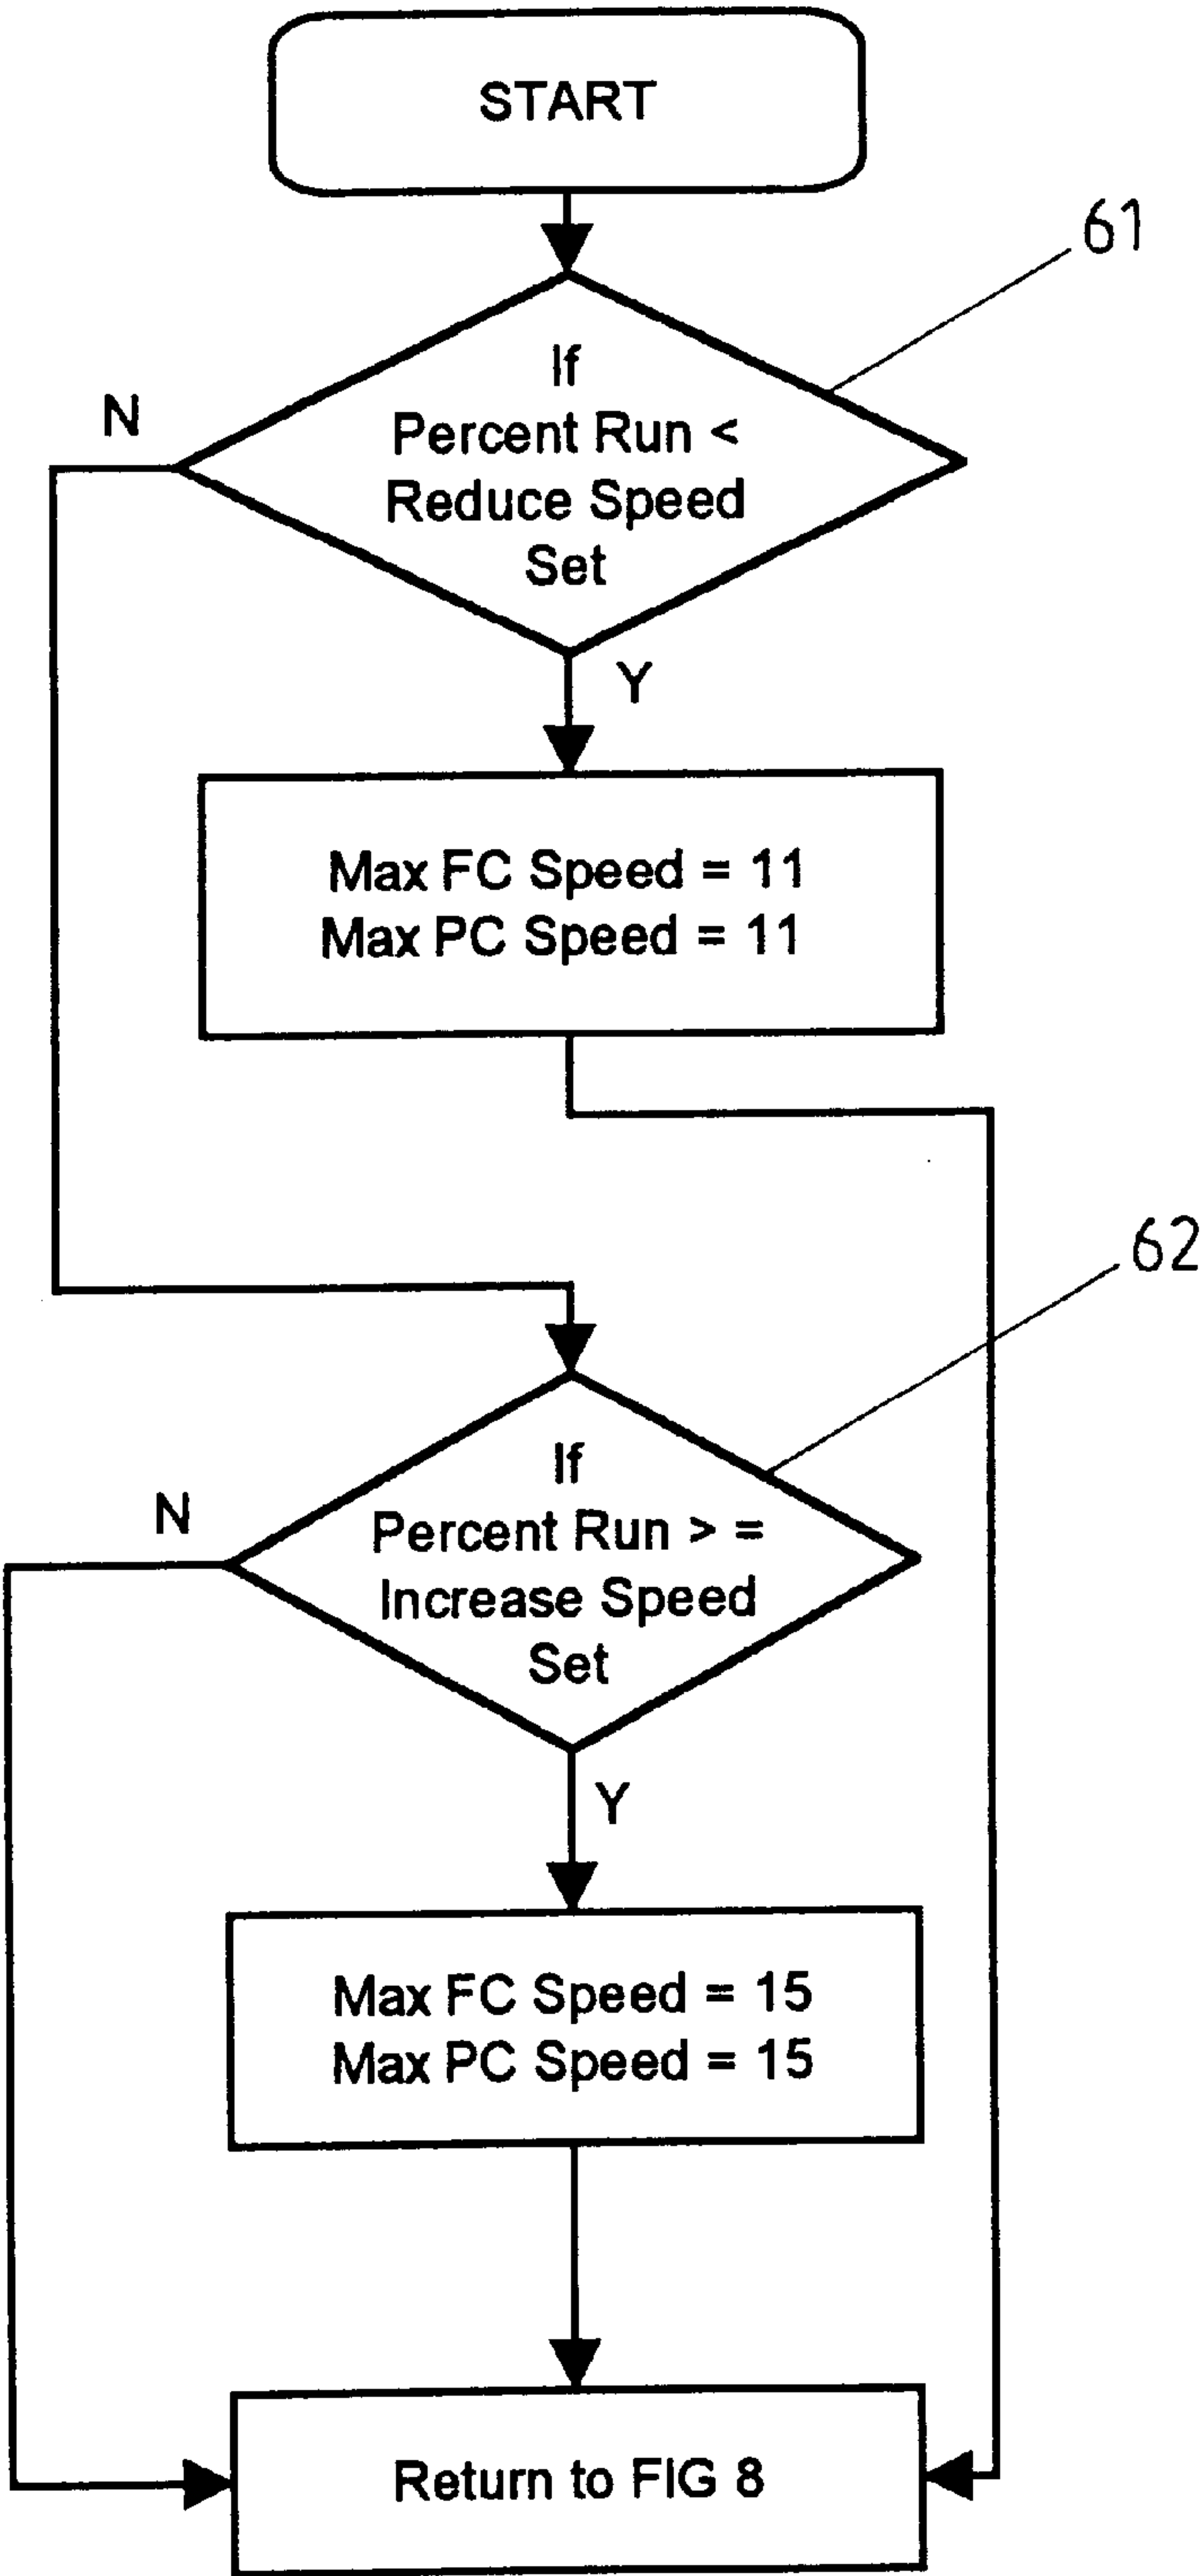 START
61
If
Percent Run <
Reduce Speed
Set
N
Y
Max FC Speed = 11
Max PC Speed = 11
62
If
Percent Run > =
Increase Speed
Set
N
Y
Max FC Speed = 15
Max PC Speed = 15
Return to FIG 8